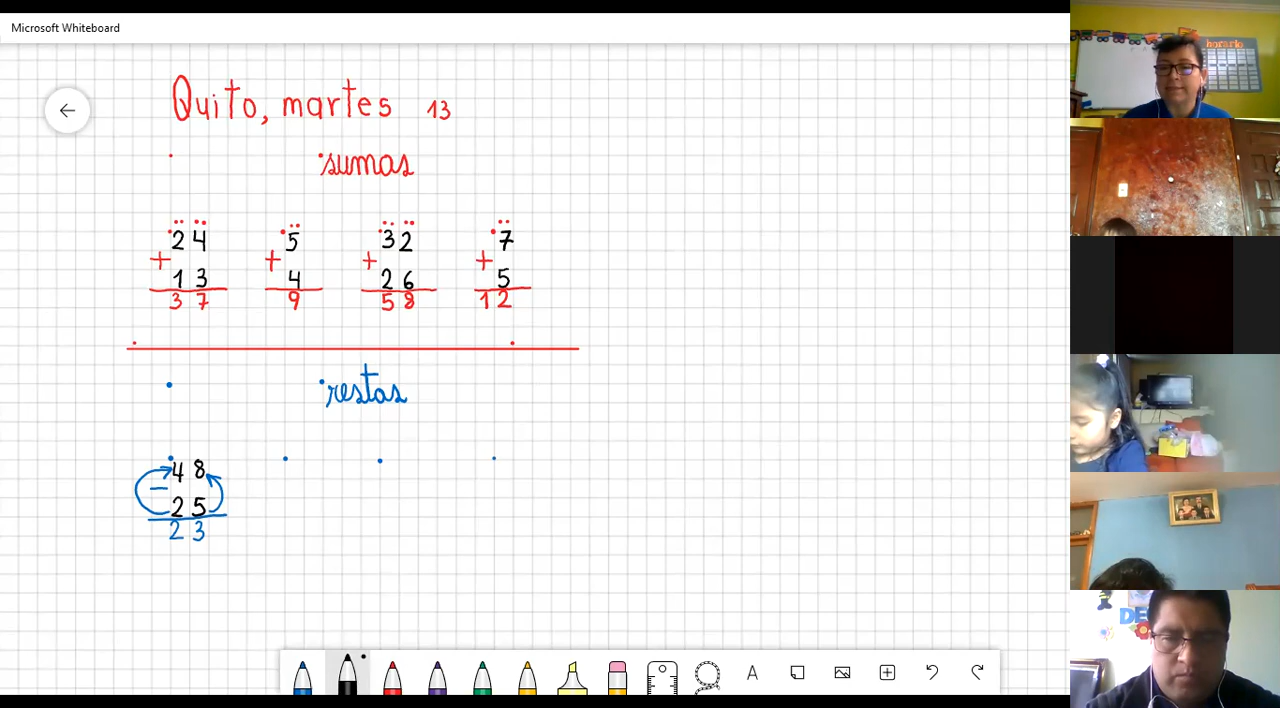 Microsoft Whiteboard
horario
Quito, martes 13
sumas
24 5 32 7
+ + + +
13 4 26 5
37 9 58 12
restas
48
-
25
23
A